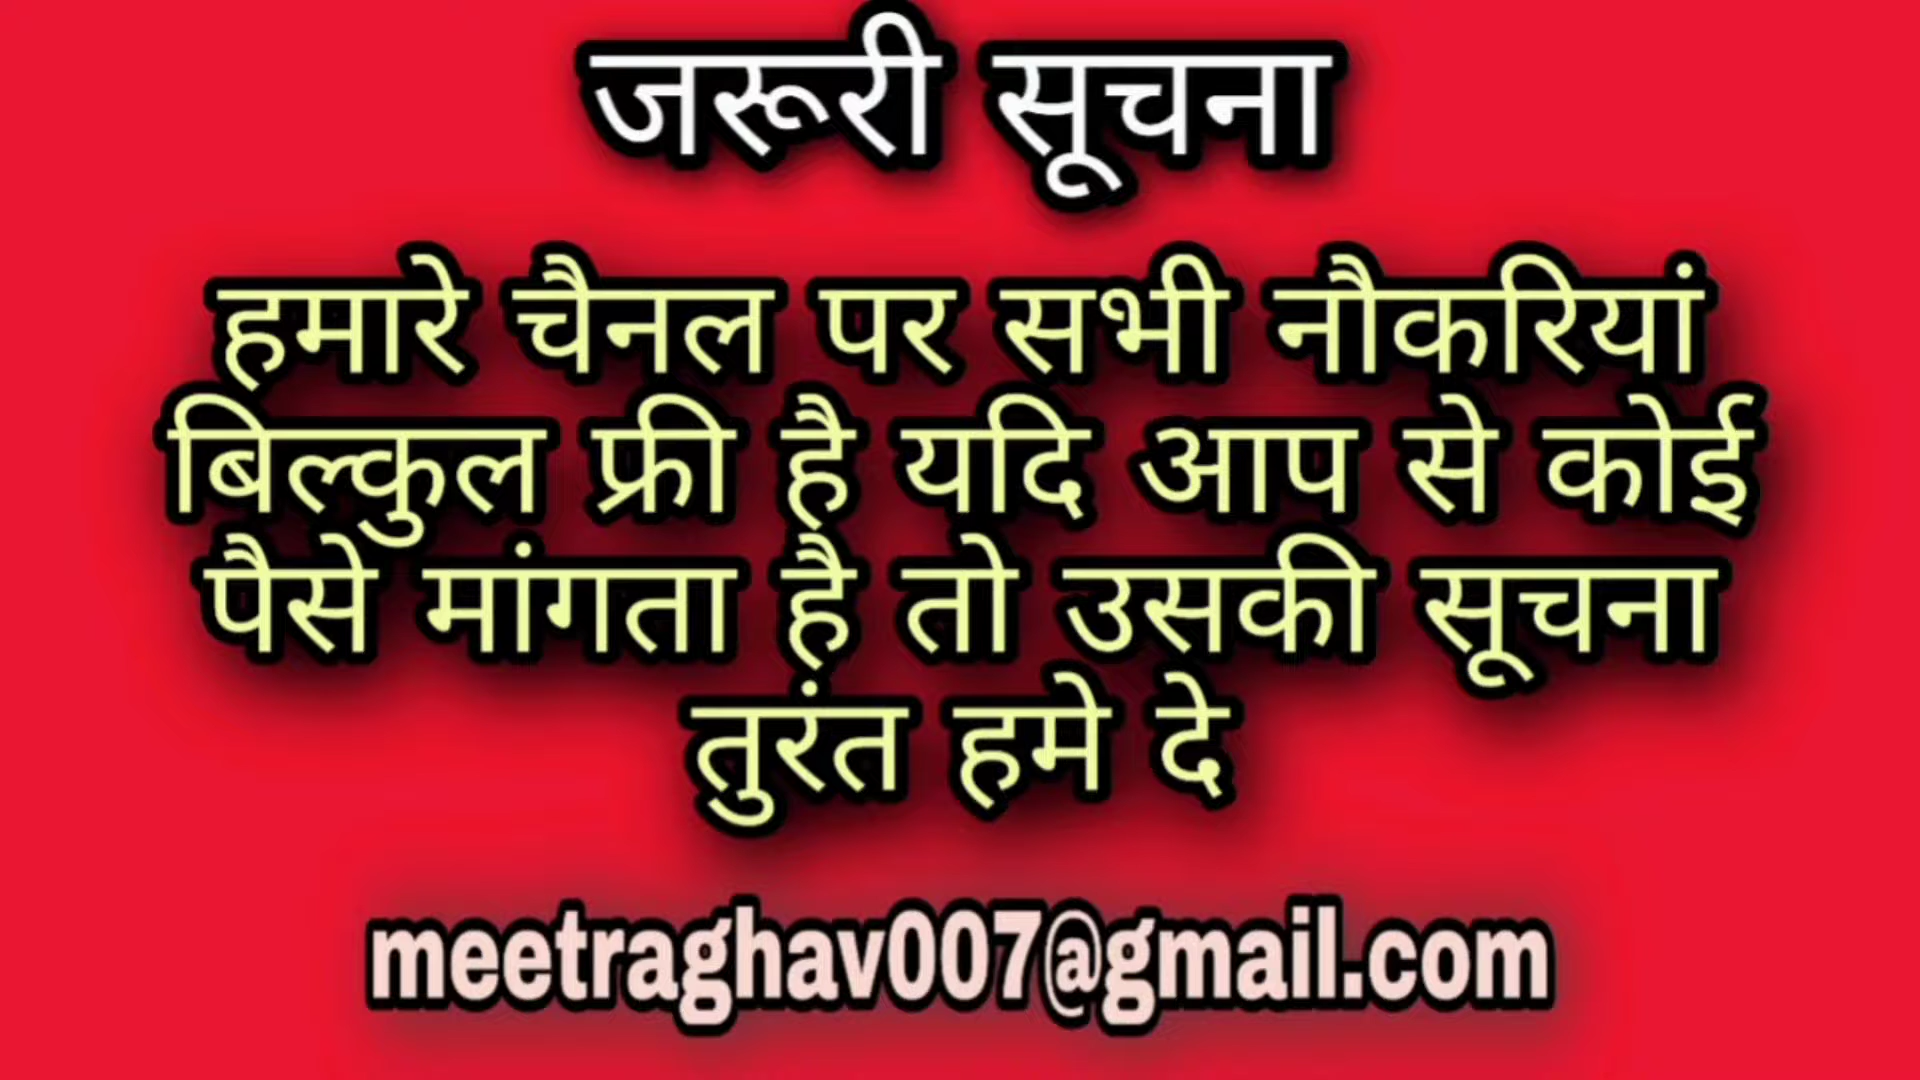 जरूरी सूचना
हमारे चैनल पर सभी नौकरियां
बिल्कुल फ्री है यदि आप से कोई
पैसे मांगता है तो उसकी सूचना
तुरंत हमे दे
meetraghav007@gmail.com